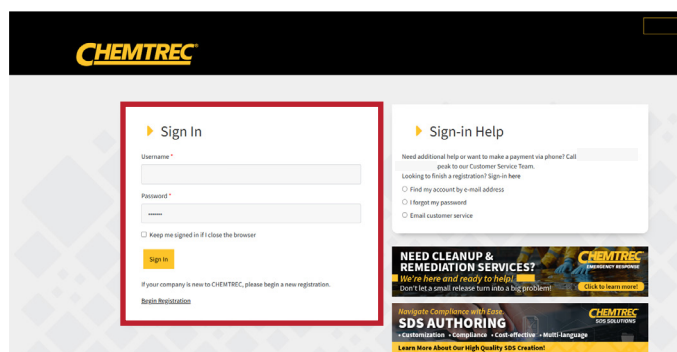 CHEMTREC®
Sign In
Username *
Password *
Keep me signed in if I close the browser
Sign In
If your company is new to CHEMTREC, please begin a new registration.
Begin Registration
Sign-in Help
Need additional help or want to make a payment via phone? Call
peak to our Customer Service Team.
Looking to finish a registration? Sign-in here
Find my account by e-mail address
I forgot my password
Email customer service
NEED CLEANUP &
REMEDIATION SERVICES?
We're here and ready to help!
Don't let a small release turn into a big problem!
CHEMTREC
EMERGENCY RESPONSE
Click to learn more!
Navigate Compliance with Ease.
SDS AUTHORING
• Customization • Compliance • Cost-effective • Multi-language
Learn More About Our High Quality SDS Creation!
CHEMTREC
SDS SOLUTIONS